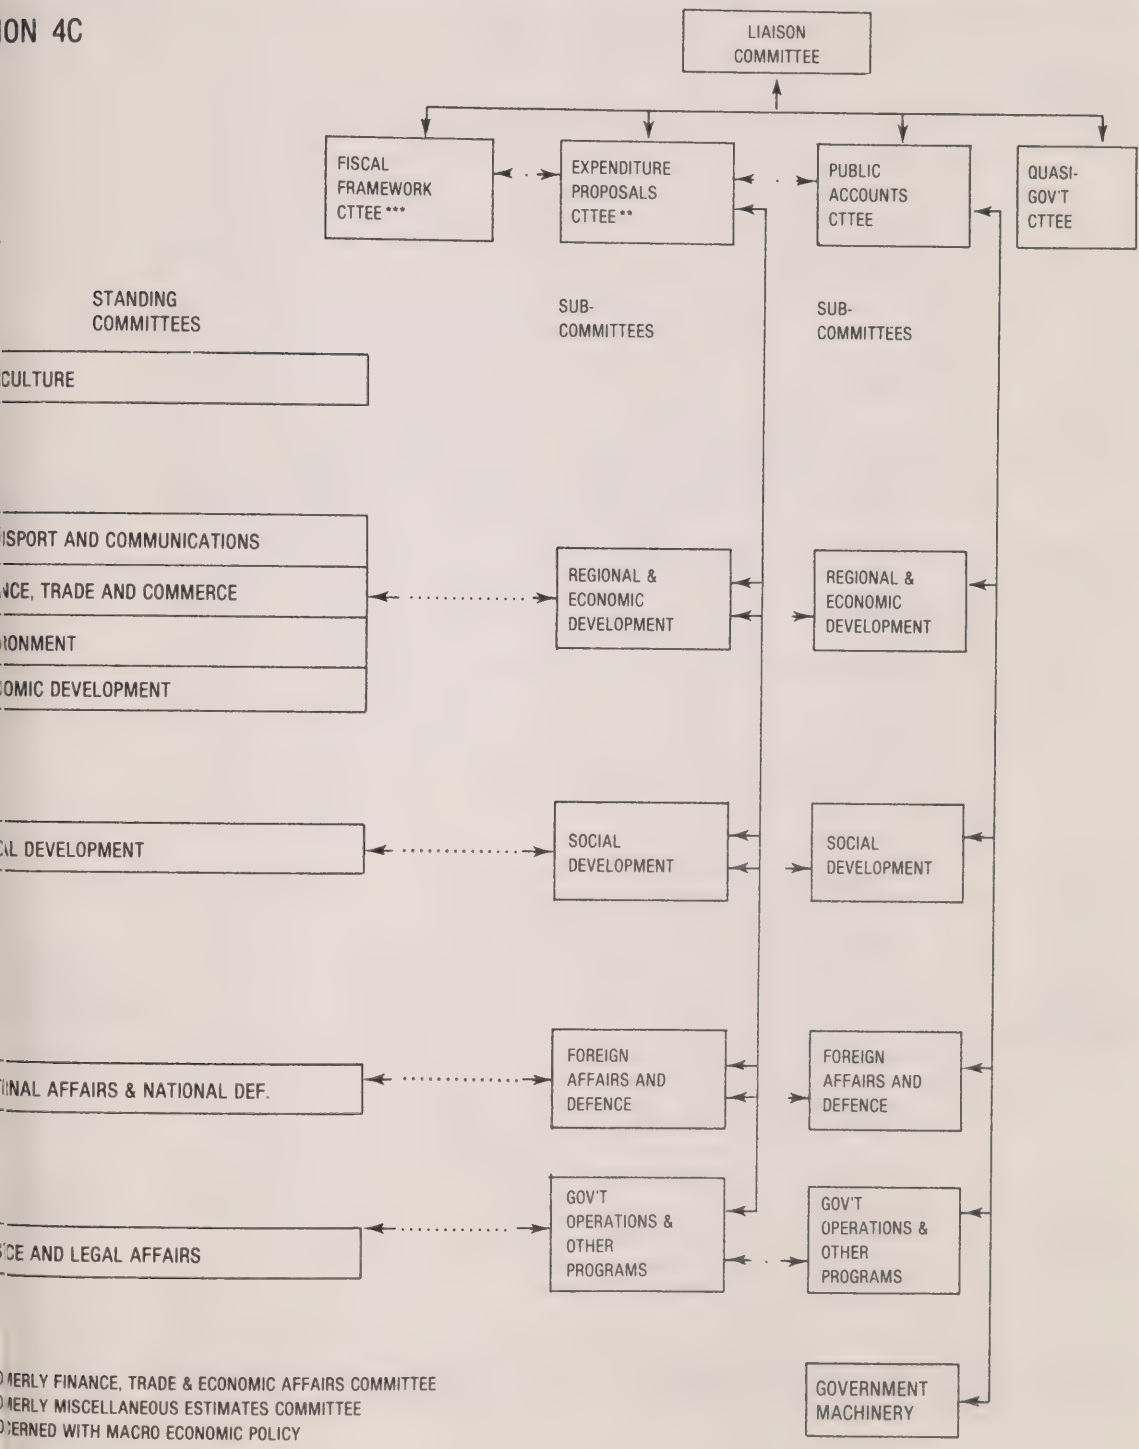 ION 4C
LIAISON
COMMITTEE
FISCAL
FRAMEWORK
CTTEE ***
EXPENDITURE
PROPOSALS
CTTEE **
PUBLIC
ACCOUNTS
CTTEE
QUASI-
GOV'T
CTTEE
STANDING
COMMITTEES
SUB-
COMMITTEES
SUB-
COMMITTEES
CULTURE
SPORT AND COMMUNICATIONS
NCE, TRADE AND COMMERCE
RONMENT
OMIC DEVELOPMENT
REGIONAL &
ECONOMIC
DEVELOPMENT
REGIONAL &
ECONOMIC
DEVELOPMENT
AL DEVELOPMENT
SOCIAL
DEVELOPMENT
SOCIAL
DEVELOPMENT
NAL AFFAIRS & NATIONAL DEF.
FOREIGN
AFFAIRS AND
DEFENCE
FOREIGN
AFFAIRS AND
DEFENCE
CE AND LEGAL AFFAIRS
GOV'T
OPERATIONS &
OTHER
PROGRAMS
GOV'T
OPERATIONS &
OTHER
PROGRAMS
GOVERNMENT
MACHINERY
MERLY FINANCE, TRADE & ECONOMIC AFFAIRS COMMITTEE
MERLY MISCELLANEOUS ESTIMATES COMMITTEE
CERNED WITH MACRO ECONOMIC POLICY